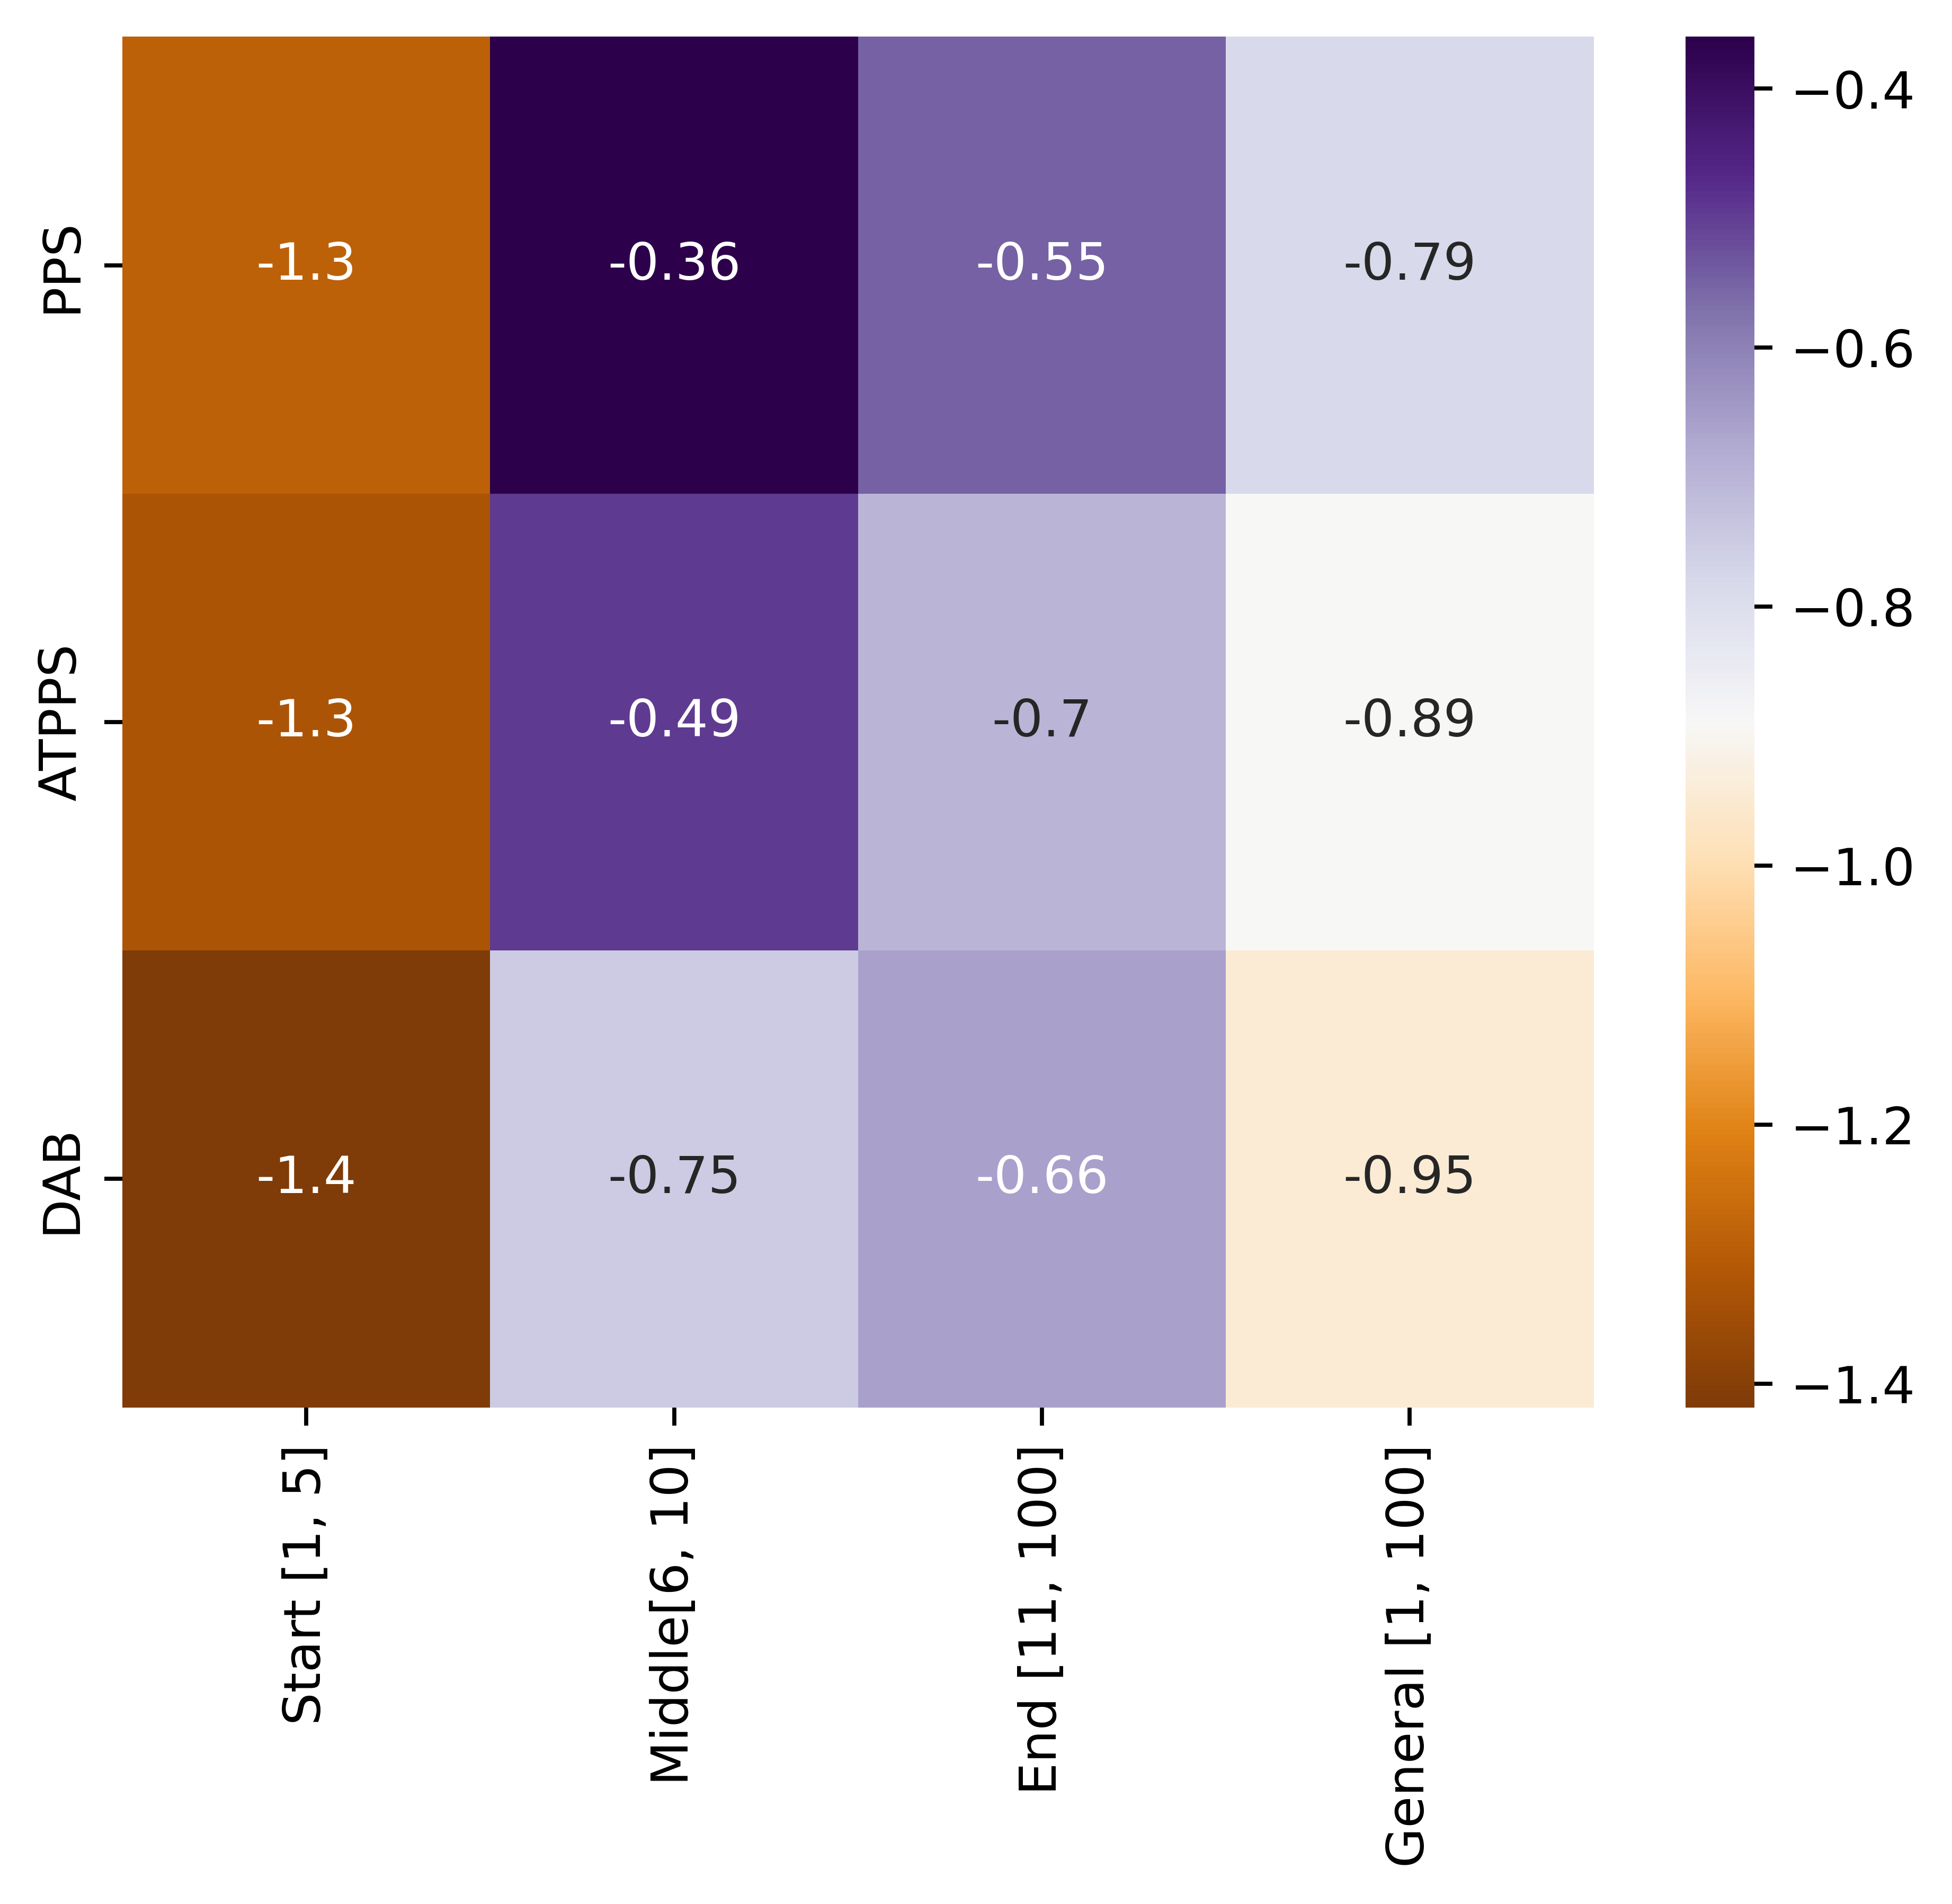 PPS
-1.3
-0.36
-0.55
-0.79
ATPPS
-1.3
-0.49
-0.7
-0.89
DAB
-1.4
-0.75
-0.66
-0.95
Start [1, 5]
Middle[6, 10]
End [11, 100]
General [1, 100]
−0.4
−0.6
−0.8
−1.0
−1.2
−1.4